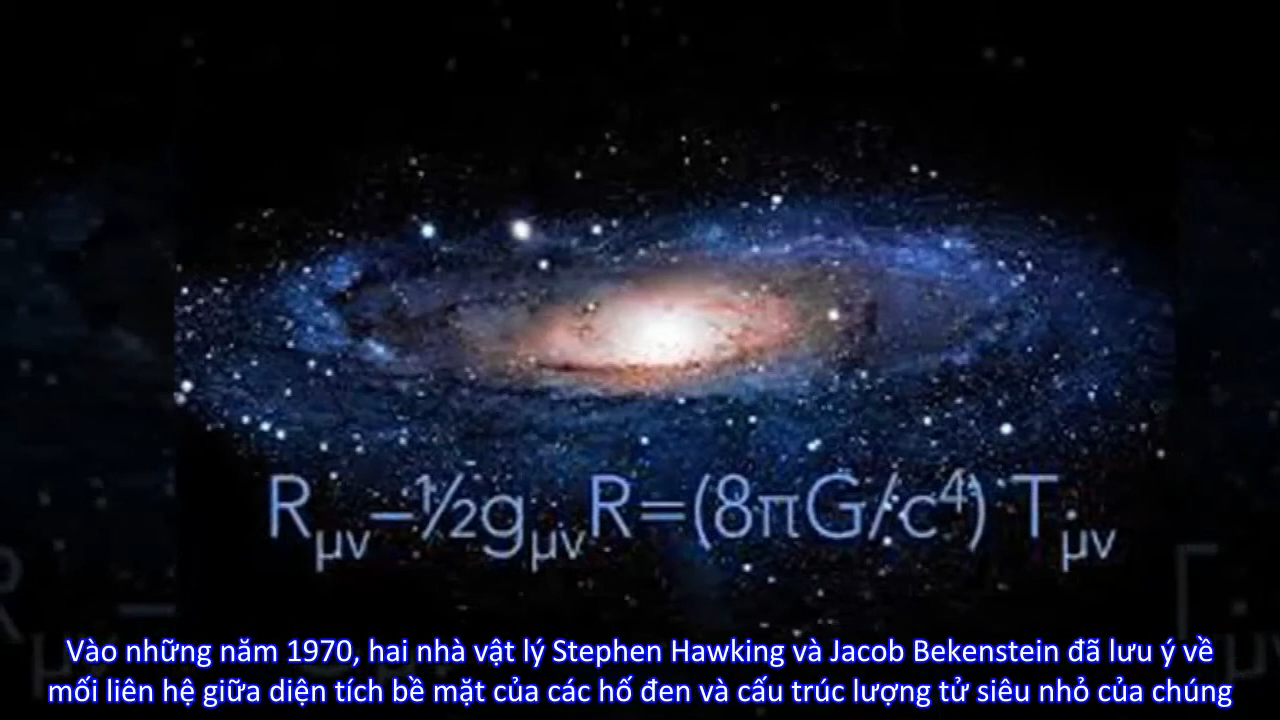 Rμν–½gμνR=(8πG/c⁴) Tμν
Vào những năm 1970, hai nhà vật lý Stephen Hawking và Jacob Bekenstein đã lưu ý về
mối liên hệ giữa diện tích bề mặt của các hố đen và cấu trúc lượng tử siêu nhỏ của chúng